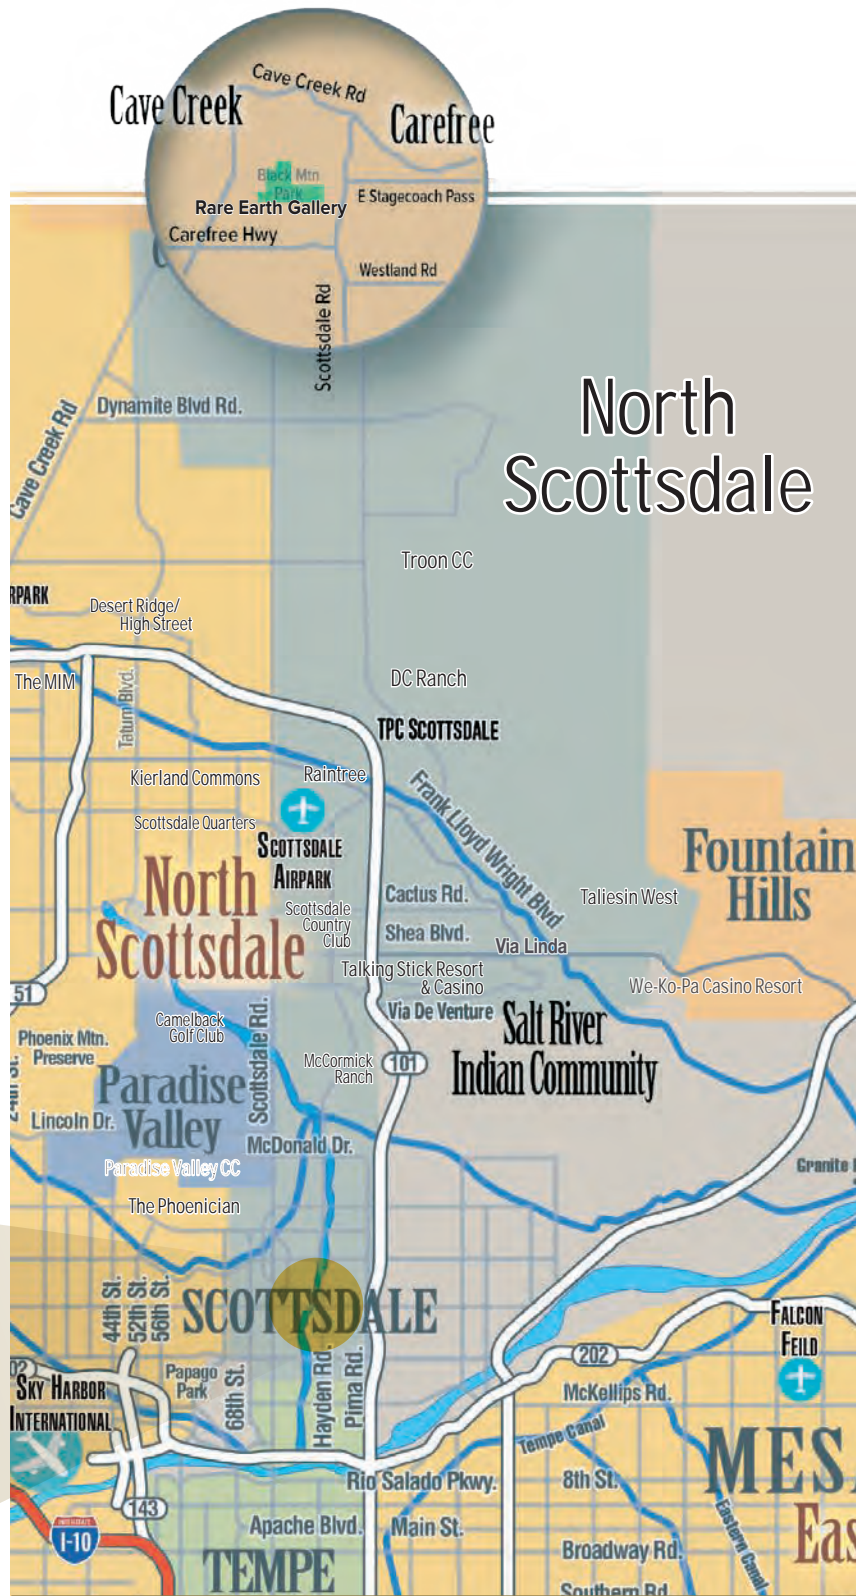 Cave Creek Rd
Cave Creek
Carefree
Black Mtn
Park
E Stagecoach Pass
Rare Earth Gallery
Carefree Hwy
Westland Rd
Scottsdale Rd
North
Scottsdale
Dynamite Blvd Rd.
Cave Creek Rd
Troon CC
RPARK
Desert Ridge/
High Street
The MIM
Tatum Blvd.
DC Ranch
TPC SCOTTSDALE
Kierland Commons
Raintree
Frank Lloyd Wright Blvd
Scottsdale Quarters
SCOTTSDALE
AIRPARK
Fountain
Hills
North
Scottsdale
Cactus Rd.
Taliesin West
Scottsdale
Country
Club
Shea Blvd.
Via Linda
Talking Stick Resort
& Casino
We-Ko-Pa Casino Resort
51
Via De Venture
Salt River
Indian Community
Camelback
Golf Club
Scottsdale Rd.
Phoenix Mtn.
Preserve
24th St.
McCormick
Ranch
101
Paradise
Valley
Lincoln Dr.
McDonald Dr.
Paradise Valley CC
Granite
The Phoenician
44th St.
52th St.
56th St.
SCOTTSDALE
FALCON
FEILD
202
02
SKY HARBOR
INTERNATIONAL
Papago
Park
68th St.
Hayden Rd.
Pima Rd.
McKellips Rd.
Tempe Canal
MESA
Eas
Rio Salado Pkwy.
8th St.
Eastern Canal
143
INTERSTATE
I-10
Apache Blvd.
Main St.
Broadway Rd.
TEMPE
Southern Rd